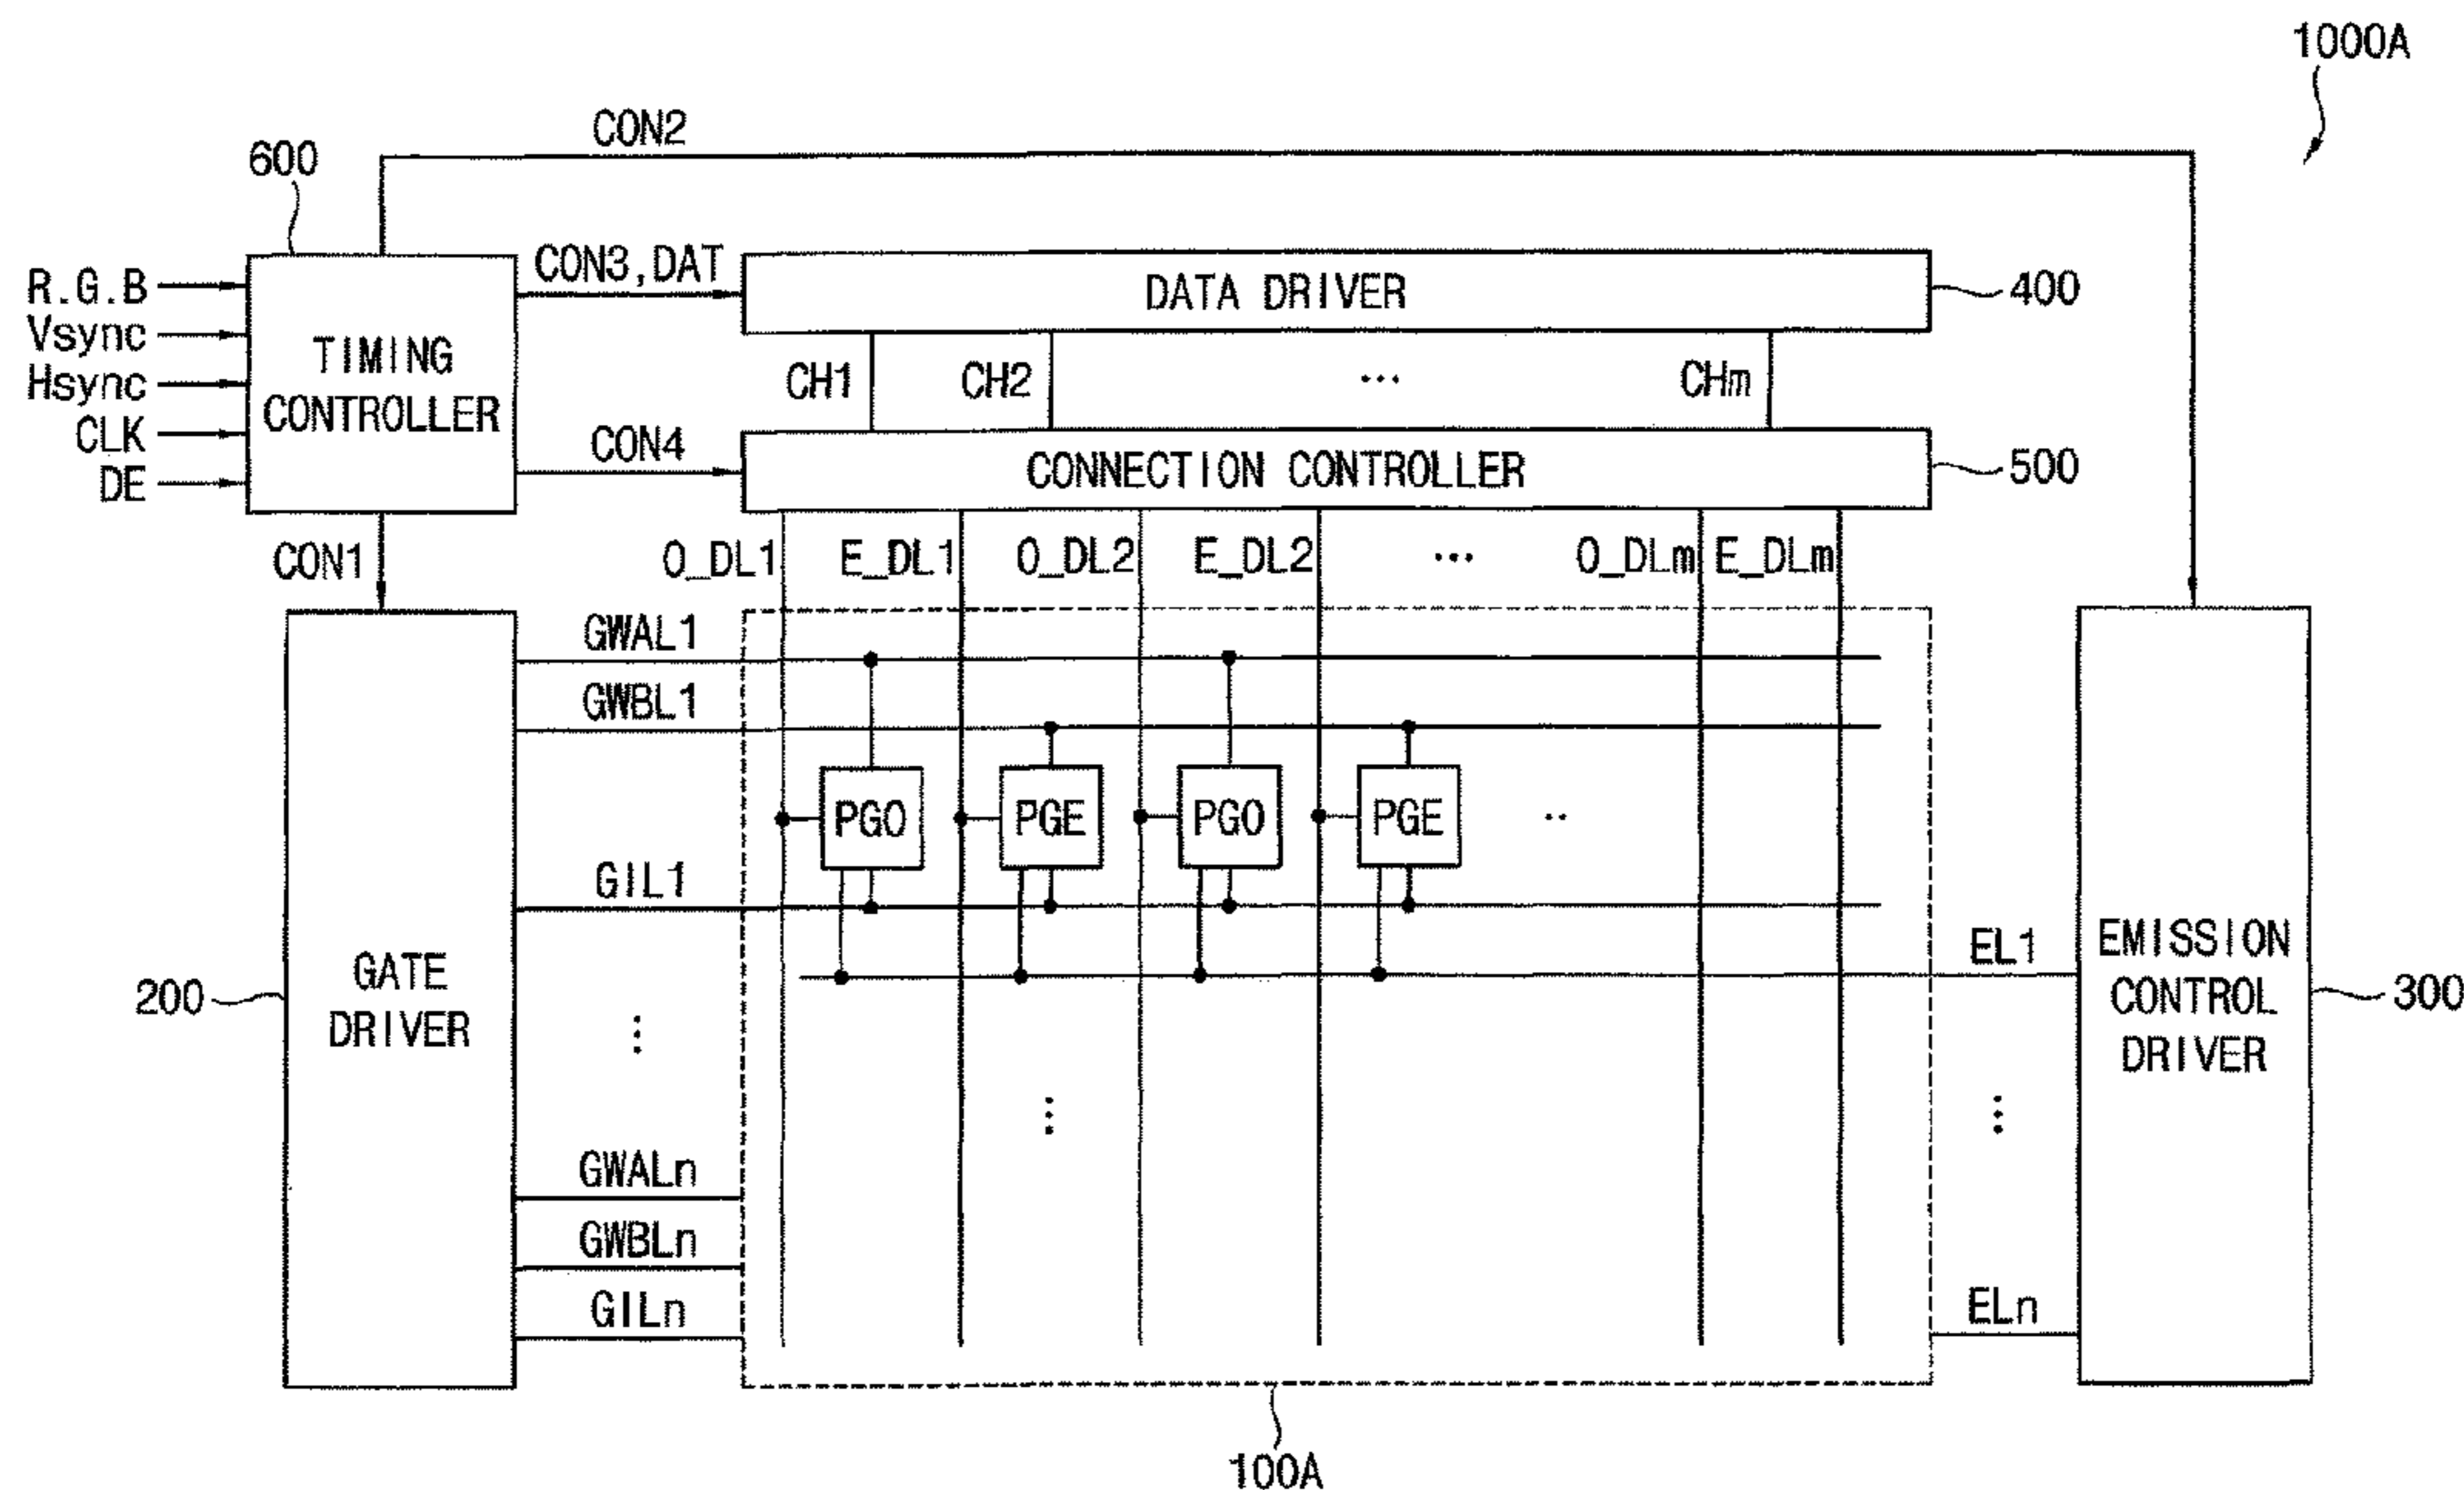 1000A
CON2
600
R.G.B
Vsync
Hsync
CLK
DE
TIMING
CONTROLLER
CON3,DAT
DATA DRIVER
400
CH1
CH2
...
CHm
CON4
CONNECTION CONTROLLER
500
CON1
O_DL1
E_DL1
O_DL2
E_DL2
...
O_DLm
E_DLm
GWAL1
GWBL1
PGO
PGE
PGO
PGE
..
GIL1
EL1
GATE
DRIVER
200
EMISSION
CONTROL
DRIVER
300
GWALn
GWBLn
GILn
ELn
100A